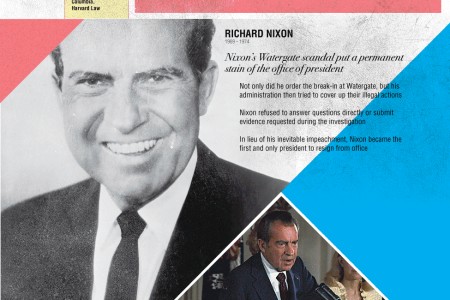 Columbia,
Harvard Law
RICHARD NIXON
1969 - 1974
Nixon's Watergate scandal put a permanent
stain of the office of president
Not only did he order the break-in at Watergate, but his
administration then tried to cover up their illegal actions
Nixon refused to answer questions directly or submit
evidence requested during the investigation
In lieu of his inevitable impeachment, Nixon became the
first and only president to resign from office